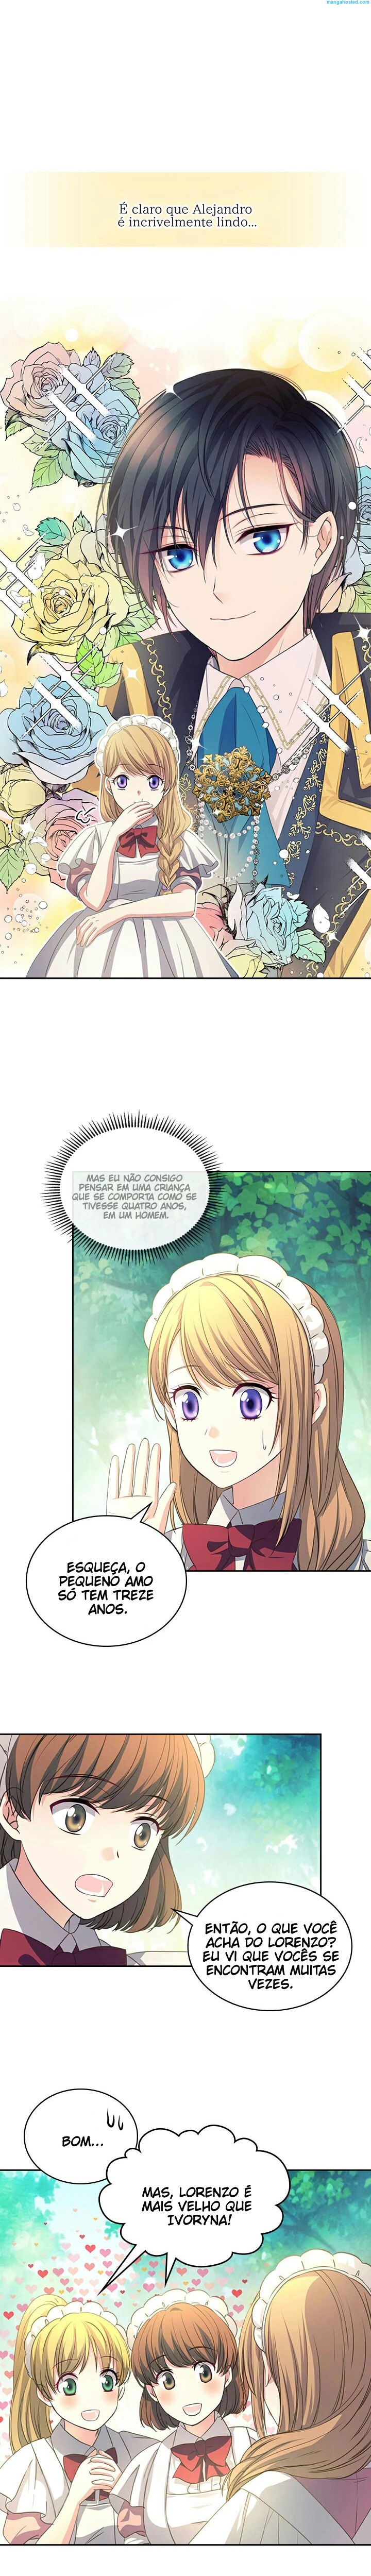 mangahosted.com
É claro que Alejandro
é incrivelmente lindo...
MAS EU NÃO CONSIGO
PENSAR EM UMA CRIANÇA
QUE SE COMPORTA COMO SE
TIVESSE QUATRO ANOS,
EM UM HOMEM.
ESQUEÇA, O
PEQUENO AMO
SÓ TEM TREZE
ANOS.
ENTÃO, O QUE VOCÊ
ACHA DO LORENZO?
EU VI QUE VOCÊS SE
ENCONTRAM MUITAS
VEZES.
BOM...
MAS, LORENZO É
MAIS VELHO QUE
IVORYNA!